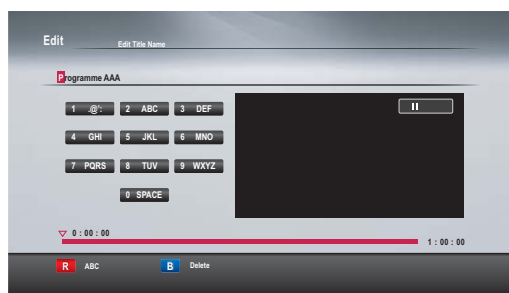 Edit Edit Title Name
Programme AAA
1 .@': 2 ABC 3 DEF
4 GHI 5 JKL 6 MNO
7 PQRS 8 TUV 9 WXYZ
0 SPACE
0 : 00 : 00
1 : 00 : 00
R ABC B Delete